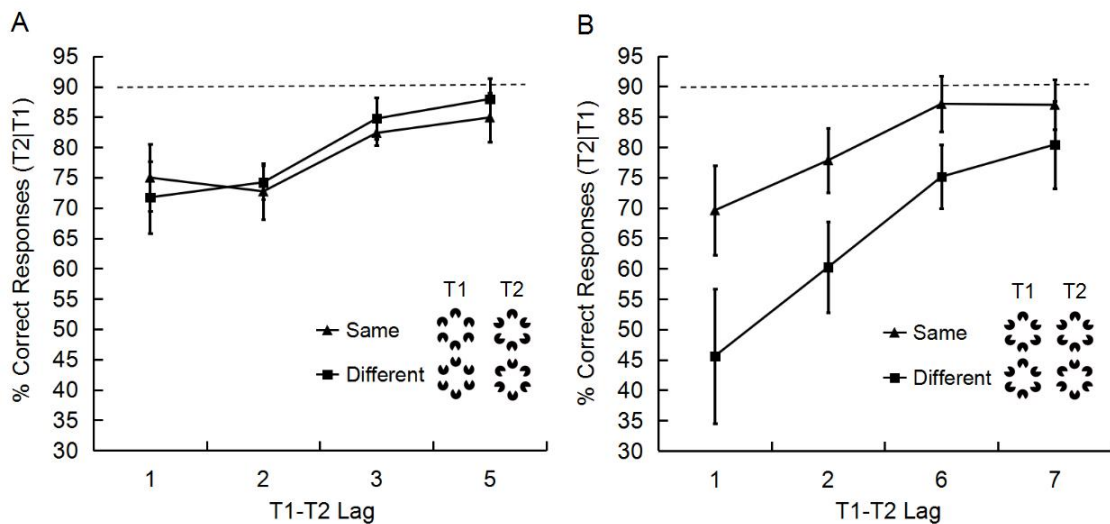 A
% Correct Responses (T2|T1)
95
90
85
80
75
70
65
60
55
50
45
40
35
30
T1 T2
Same
Different
1 2 3 5
T1-T2 Lag
B
% Correct Responses (T2|T1)
95
90
85
80
75
70
65
60
55
50
45
40
35
30
T1 T2
Same
Different
1 2 6 7
T1-T2 Lag